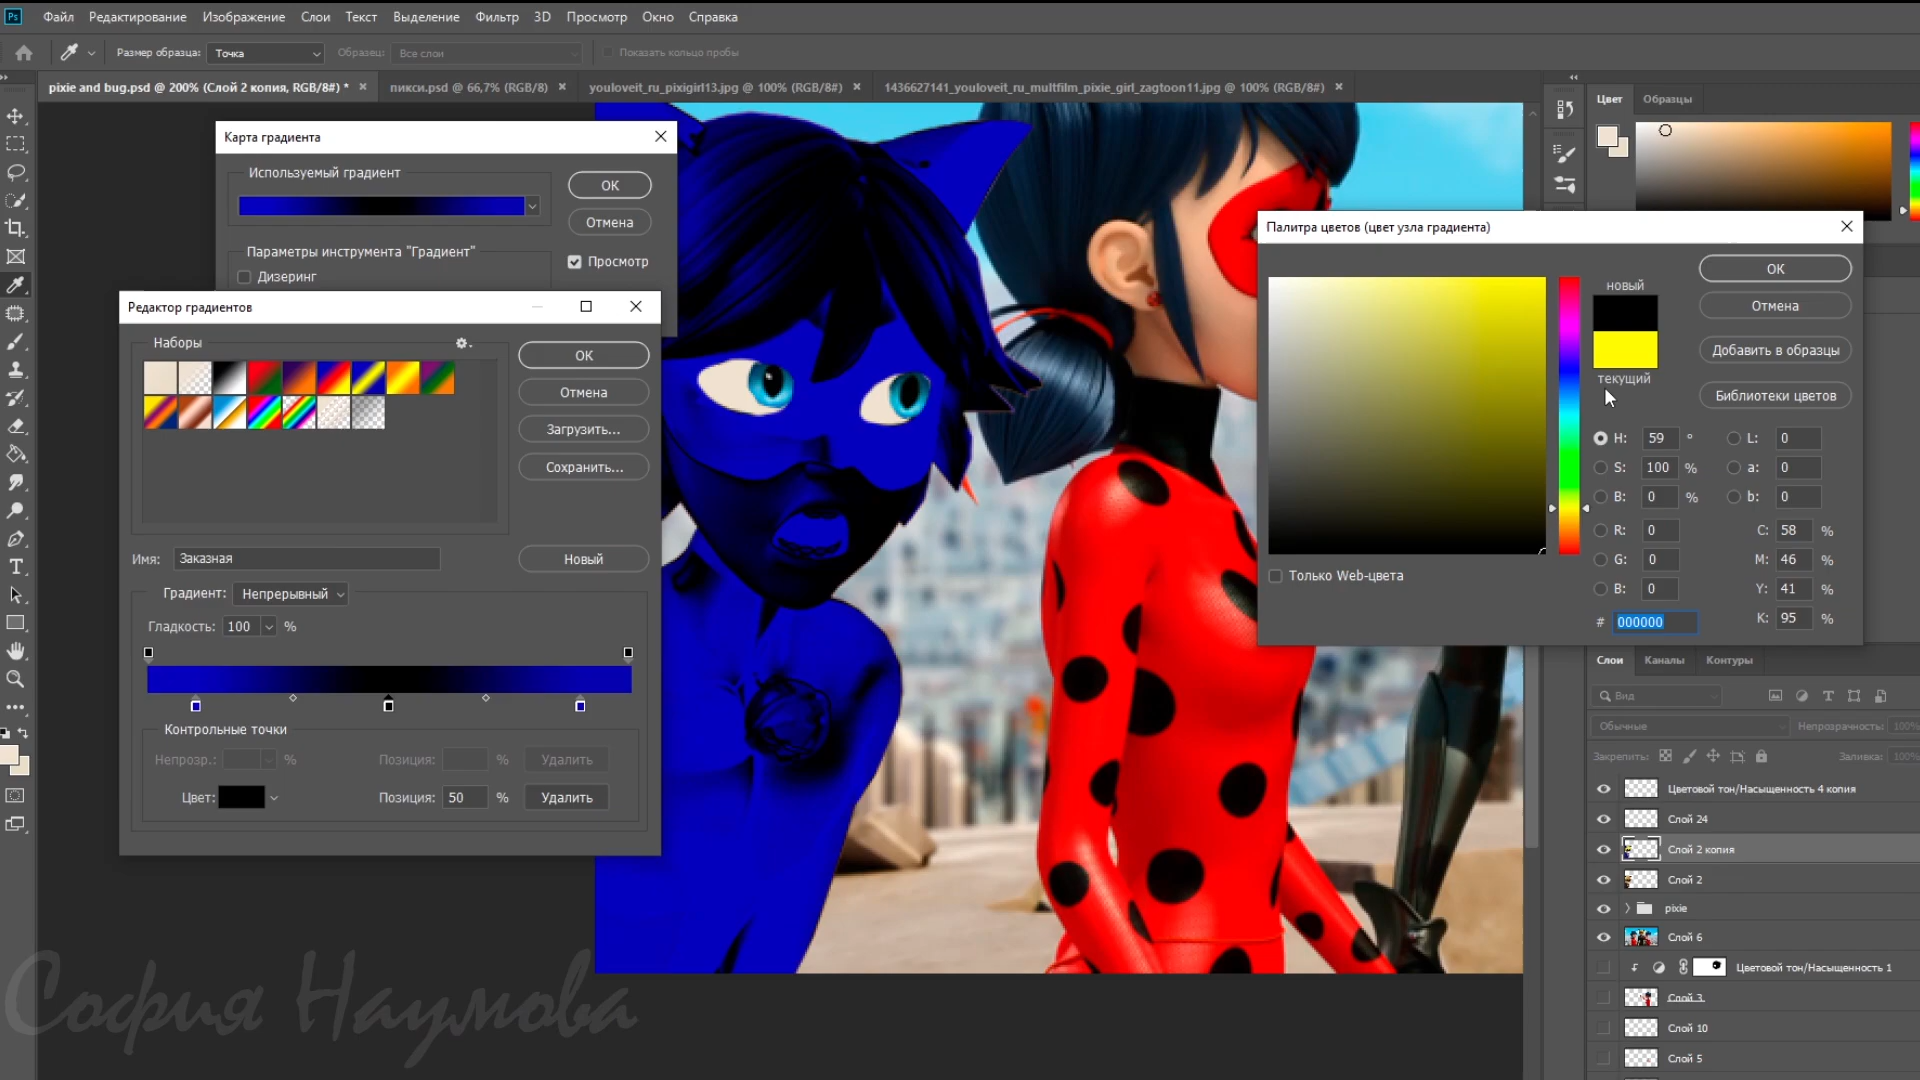 Ps Файл Редактирование Изображение Слои Текст Выделение Фильтр 3D Просмотр Окно Справка
Размер образца: Точка Образец: Все слои Показать кольцо пробы
pixie and bug.psd @ 200% (Слой 2 копия, RGB/8#) * × пикси.psd @ 66,7% (RGB/8) × youloveit_ru_pixigirl13.jpg @ 100% (RGB/8#) × 1436627141_youloveit_ru_multfilm_pixie_girl_zagtoon11.jpg @ 100% (RGB/8#) ×
Цвет Образцы
Карта градиента
Используемый градиент
OK
Отмена
Просмотр
Параметры инструмента "Градиент"
Дизеринг
Редактор градиентов
Наборы
OK
Отмена
Загрузить...
Сохранить...
Имя: Заказная
Новый
Градиент: Непрерывный
Гладкость: 100 %
Контрольные точки
Непрозр.: % Позиция: % Удалить
Цвет: Позиция: 50 % Удалить
Палитра цветов (цвет узла градиента)
новый
текущий
OK
Отмена
Добавить в образцы
Библиотеки цветов
H: 59 ° L: 0
S: 100 % a: 0
B: 0 % b: 0
R: 0 C: 58 %
G: 0 M: 46 %
B: 0 Y: 41 %
# 000000 K: 95 %
Только Web-цвета
Слои Каналы Контуры
Вид
Обычные Непрозрачность: 100%
Закрепить: Заливка: 100%
Цветовой тон/Насыщенность 4 копия
Слой 24
Слой 2 копия
Слой 2
pixie
Слой 6
Цветовой тон/Насыщенность 1
Слой 3
Слой 10
Слой 5
София Наумова